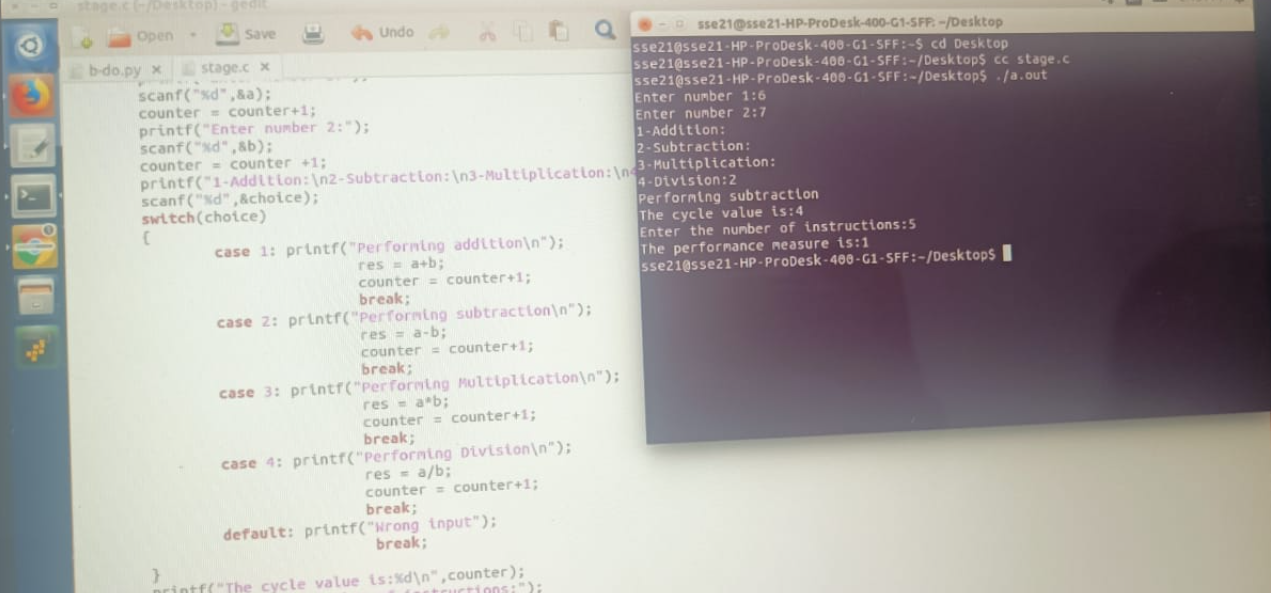 stage.c (~/Desktop) - gedit
Open
Save
Undo
b-do.py ×
stage.c ×
scanf("%d",&a);
counter = counter+1;
printf("Enter number 2:");
scanf("%d",&b);
counter = counter +1;
printf("1-Addition:\n2-Subtraction:\n3-Multiplication:\n4
scanf("%d",&choice);
switch(choice)
{
case 1: printf("Performing addition\n");
res = a+b;
counter = counter+1;
break;
case 2: printf("Performing subtraction\n");
res = a-b;
counter = counter+1;
break;
case 3: printf("Performing Multiplication\n");
res = a*b;
counter = counter+1;
break;
case 4: printf("Performing Division\n");
res = a/b;
counter = counter+1;
break;
default: printf("Wrong input");
break;
}
printf("The cycle value is:%d\n",counter);
instructions:");
sse21@sse21-HP-ProDesk-400-G1-SFF: ~/Desktop
sse21@sse21-HP-ProDesk-400-G1-SFF:~$ cd Desktop
sse21@sse21-HP-ProDesk-400-G1-SFF:~/Desktop$ cc stage.c
sse21@sse21-HP-ProDesk-400-G1-SFF:~/Desktop$ ./a.out
Enter number 1:6
Enter number 2:7
1-Addition:
2-Subtraction:
3-Multiplication:
4-Division:2
Performing subtraction
The cycle value is:4
Enter the number of instructions:5
The performance measure is:1
sse21@sse21-HP-ProDesk-400-G1-SFF:~/Desktop$